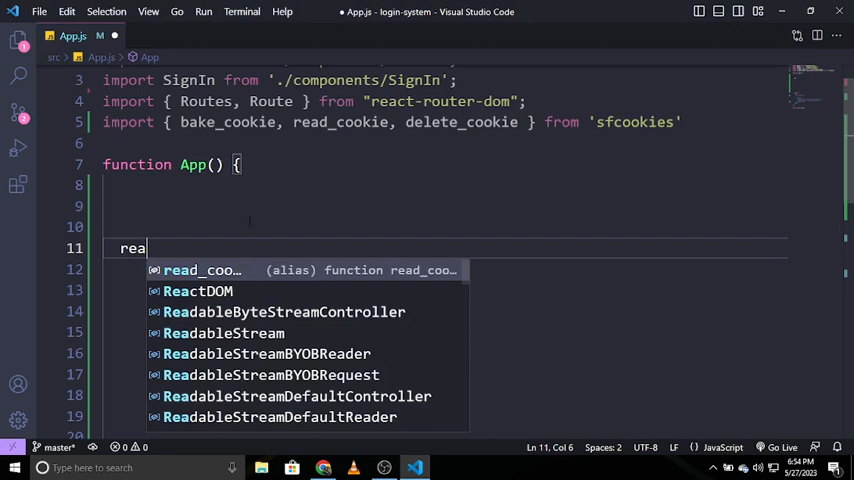 File Edit Selection View Go Run Terminal Help
App.js - login-system - Visual Studio Code
App.js M
src > App.js > App
3 import SignIn from './components/SignIn';
4 import { Routes, Route } from "react-router-dom";
5 import { bake_cookie, read_cookie, delete_cookie } from 'sfcookies'
6
7 function App() {
8
9
10
11 rea
12 read_coo… (alias) function read_coo…
13 ReactDOM
14 ReadableByteStreamController
15 ReadableStream
16 ReadableStreamBYOBReader
17 ReadableStreamBYOBRequest
18 ReadableStreamDefaultController
19 ReadableStreamDefaultReader
20
1
2
master* 0 0 Ln 11, Col 6 Spaces: 2 UTF-8 LF JavaScript Go Live
Type here to search
6:54 PM
5/27/2023